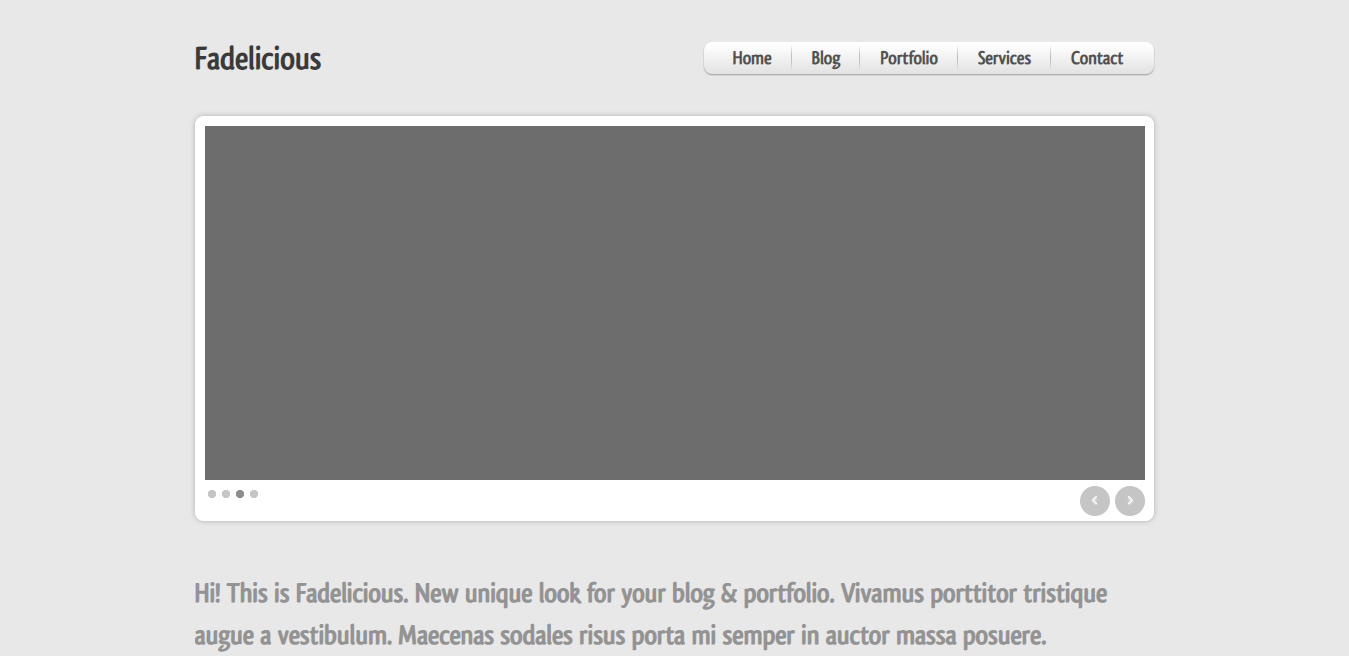 Fadelicious
Home Blog Portfolio Services Contact
Hi! This is Fadelicious. New unique look for your blog & portfolio. Vivamus porttitor tristique
augue a vestibulum. Maecenas sodales risus porta mi semper in auctor massa posuere.